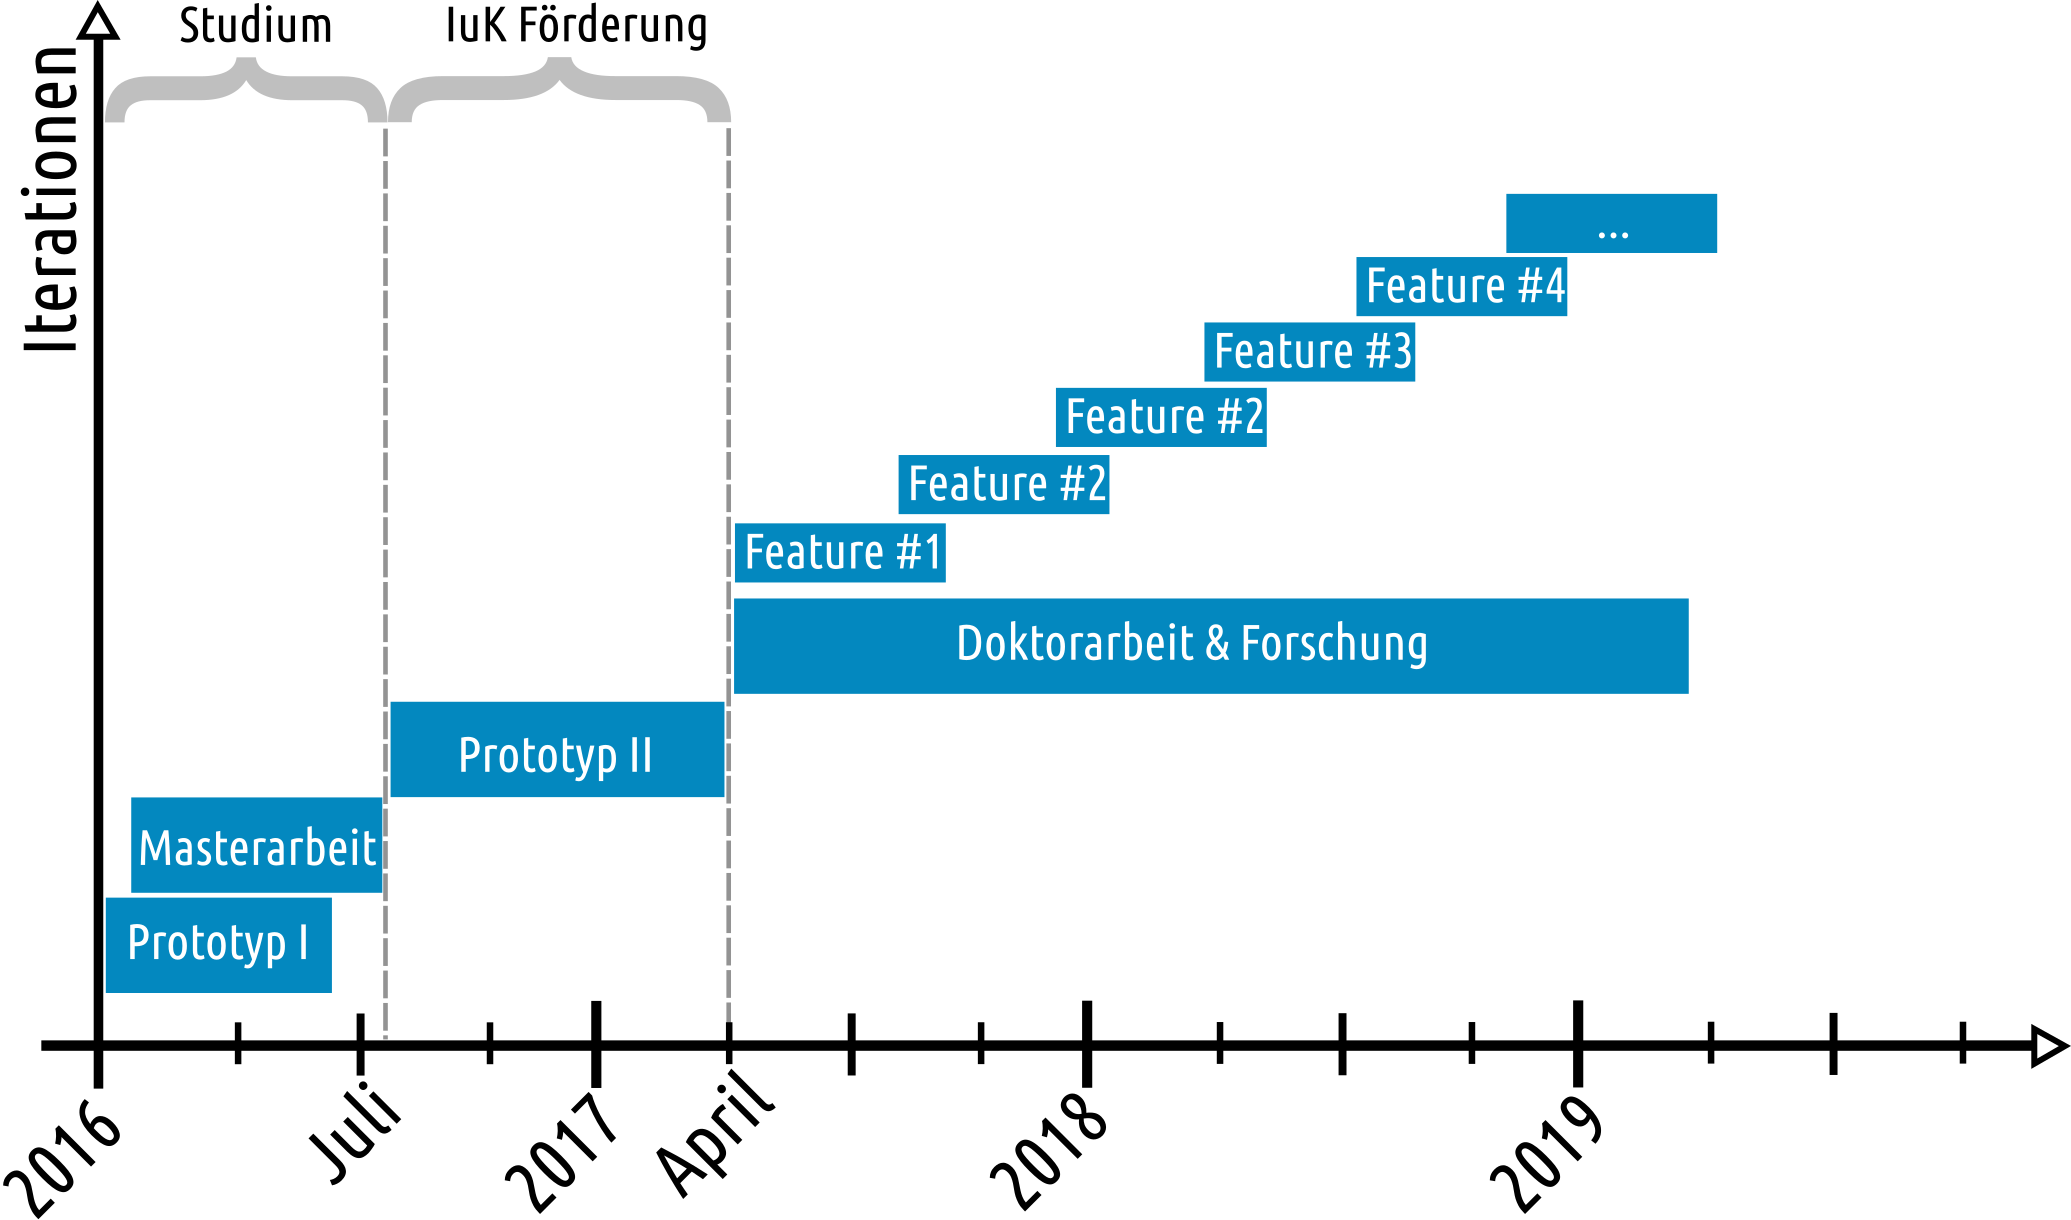 Studium
IuK Förderung
Iterationen
...
Feature #4
Feature #3
Feature #2
Feature #2
Feature #1
Doktorarbeit & Forschung
Prototyp II
Masterarbeit
Prototyp I
2016
Juli
2017
April
2018
2019